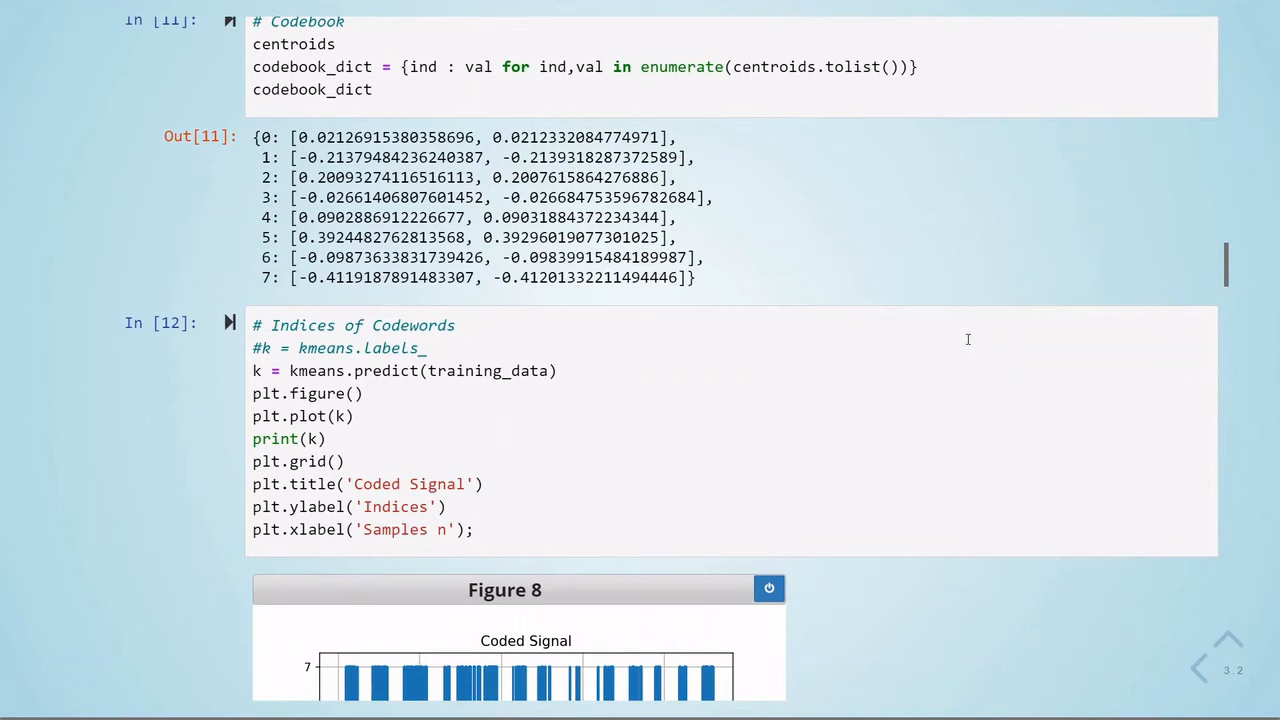 In [11]:
# Codebook
centroids
codebook_dict = {ind : val for ind,val in enumerate(centroids.tolist())}
codebook_dict
Out[11]:
{0: [0.02126915380358696, 0.0212332084774971],
1: [-0.21379484236240387, -0.2139318287372589],
2: [0.20093274116516113, 0.2007615864276886],
3: [-0.02661406807601452, -0.026684753596782684],
4: [0.0902886912226677, 0.09031884372234344],
5: [0.3924482762813568, 0.39296019077301025],
6: [-0.09873633831739426, -0.09839915484189987],
7: [-0.4119187891483307, -0.41201332211494446]}
In [12]:
# Indices of Codewords
#k = kmeans.labels_
k = kmeans.predict(training_data)
plt.figure()
plt.plot(k)
print(k)
plt.grid()
plt.title('Coded Signal')
plt.ylabel('Indices')
plt.xlabel('Samples n');
Figure 8
Coded Signal
7
3.2